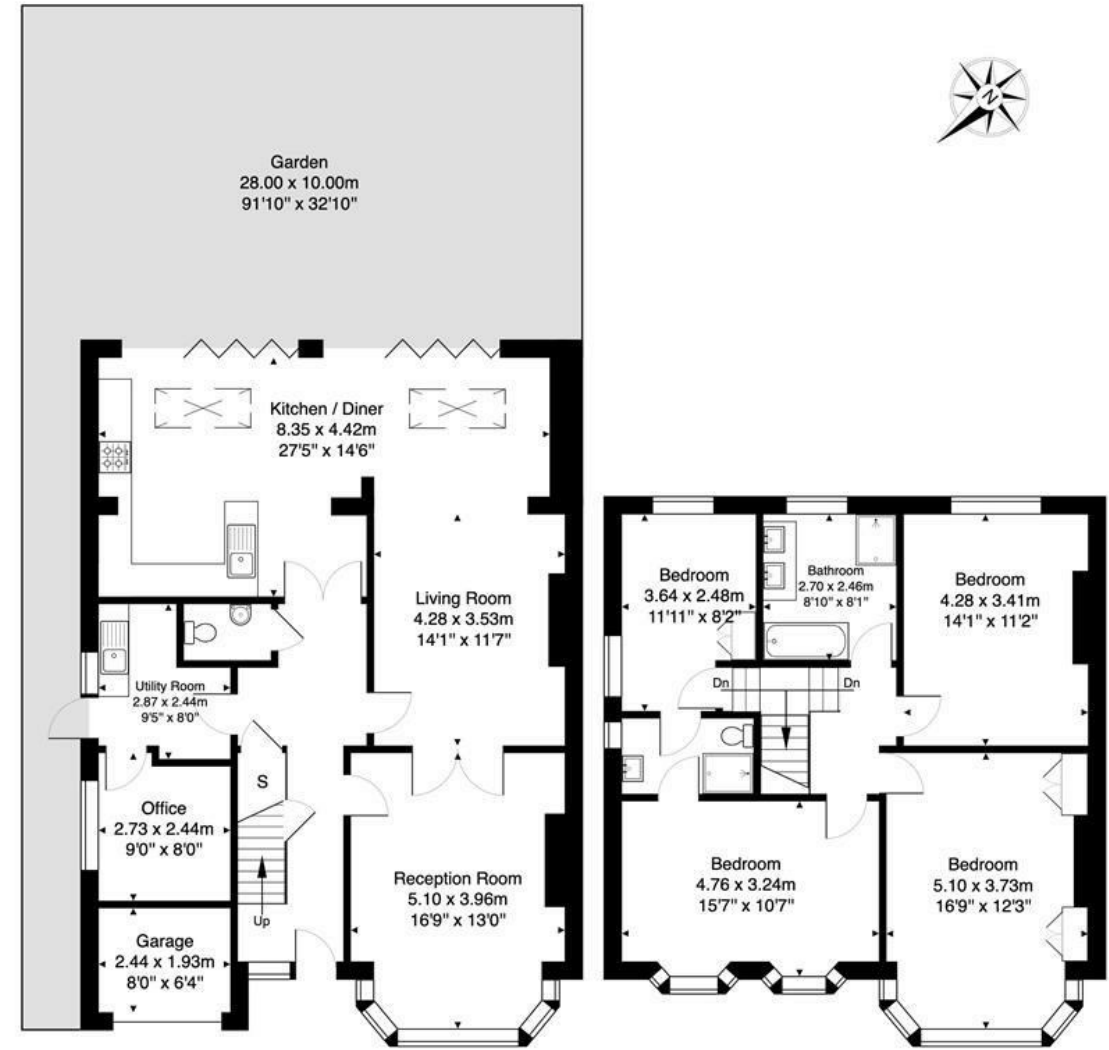 N
Garden
28.00 x 10.00m
91'10" x 32'10"
Kitchen / Diner
8.35 x 4.42m
27'5" x 14'6"
Living Room
4.28 x 3.53m
14'1" x 11'7"
Utility Room
2.87 x 2.44m
9'5" x 8'0"
S
Office
2.73 x 2.44m
9'0" x 8'0"
Up
Reception Room
5.10 x 3.96m
16'9" x 13'0"
Garage
2.44 x 1.93m
8'0" x 6'4"
Bedroom
3.64 x 2.48m
11'11" x 8'2"
Bathroom
2.70 x 2.46m
8'10" x 8'1"
Bedroom
4.28 x 3.41m
14'1" x 11'2"
Dn
Dn
Bedroom
4.76 x 3.24m
15'7" x 10'7"
Bedroom
5.10 x 3.73m
16'9" x 12'3"